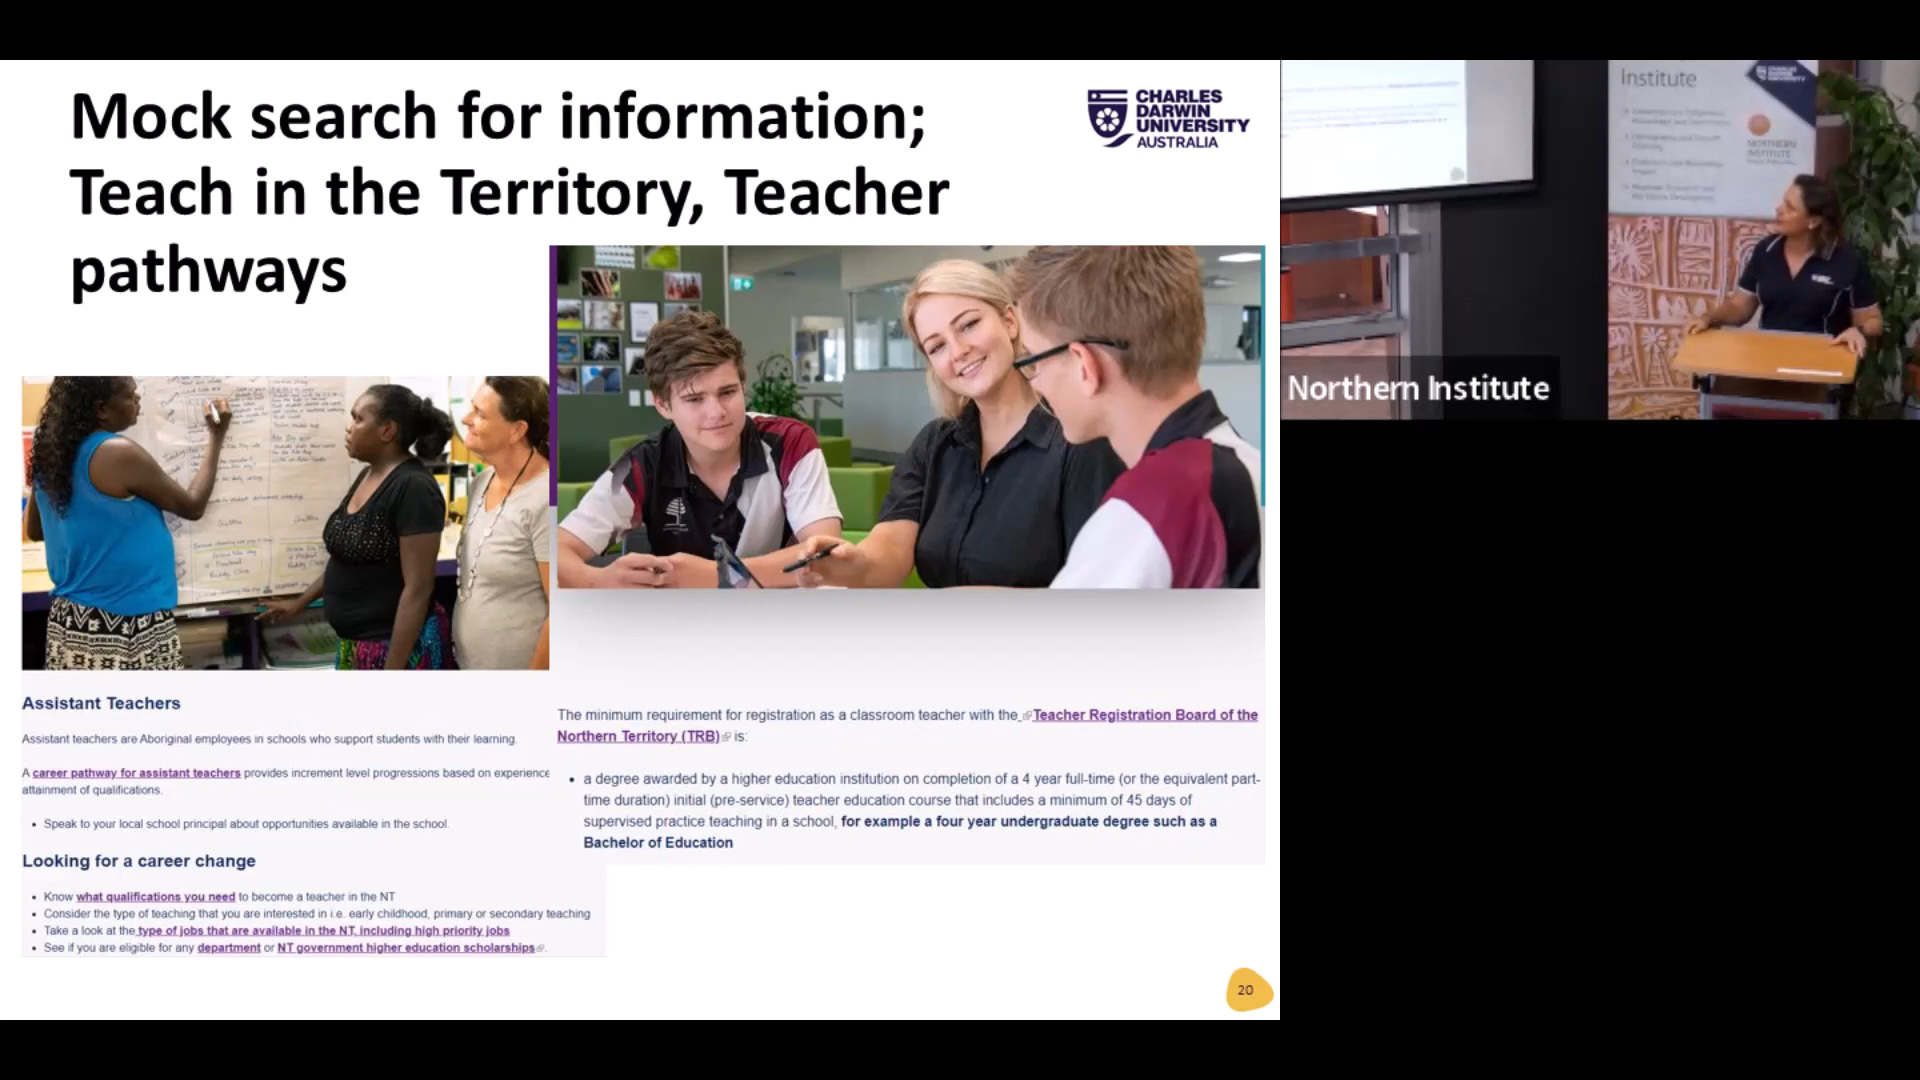 Mock search for information;
Teach in the Territory, Teacher
pathways
CHARLES
DARWIN
UNIVERSITY
AUSTRALIA
Assistant Teachers
Assistant teachers are Aboriginal employees in schools who support students with their learning.
A career pathway for assistant teachers provides increment level progressions based on experience
attainment of qualifications.
• Speak to your local school principal about opportunities available in the school.
Looking for a career change
• Know what qualifications you need to become a teacher in the NT
• Consider the type of teaching that you are interested in i.e. early childhood, primary or secondary teaching
• Take a look at the type of jobs that are available in the NT, including high priority jobs
• See if you are eligible for any department or NT government higher education scholarships.
The minimum requirement for registration as a classroom teacher with the Teacher Registration Board of the
Northern Territory (TRB) is:
• a degree awarded by a higher education institution on completion of a 4 year full-time (or the equivalent part-
time duration) initial (pre-service) teacher education course that includes a minimum of 45 days of
supervised practice teaching in a school, for example a four year undergraduate degree such as a
Bachelor of Education
20
Institute
NORTHERN
INSTITUTE
Northern Institute